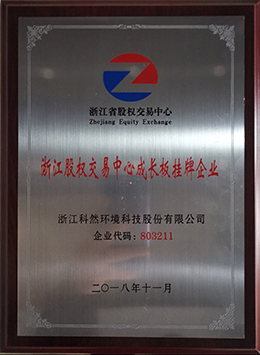 浙江省股权交易中心
Zhejiang Equity Exchange
浙江股权交易中心成长板挂牌企业
浙江科然环境科技股份有限公司
企业代码：803211
二〇一八年十一月